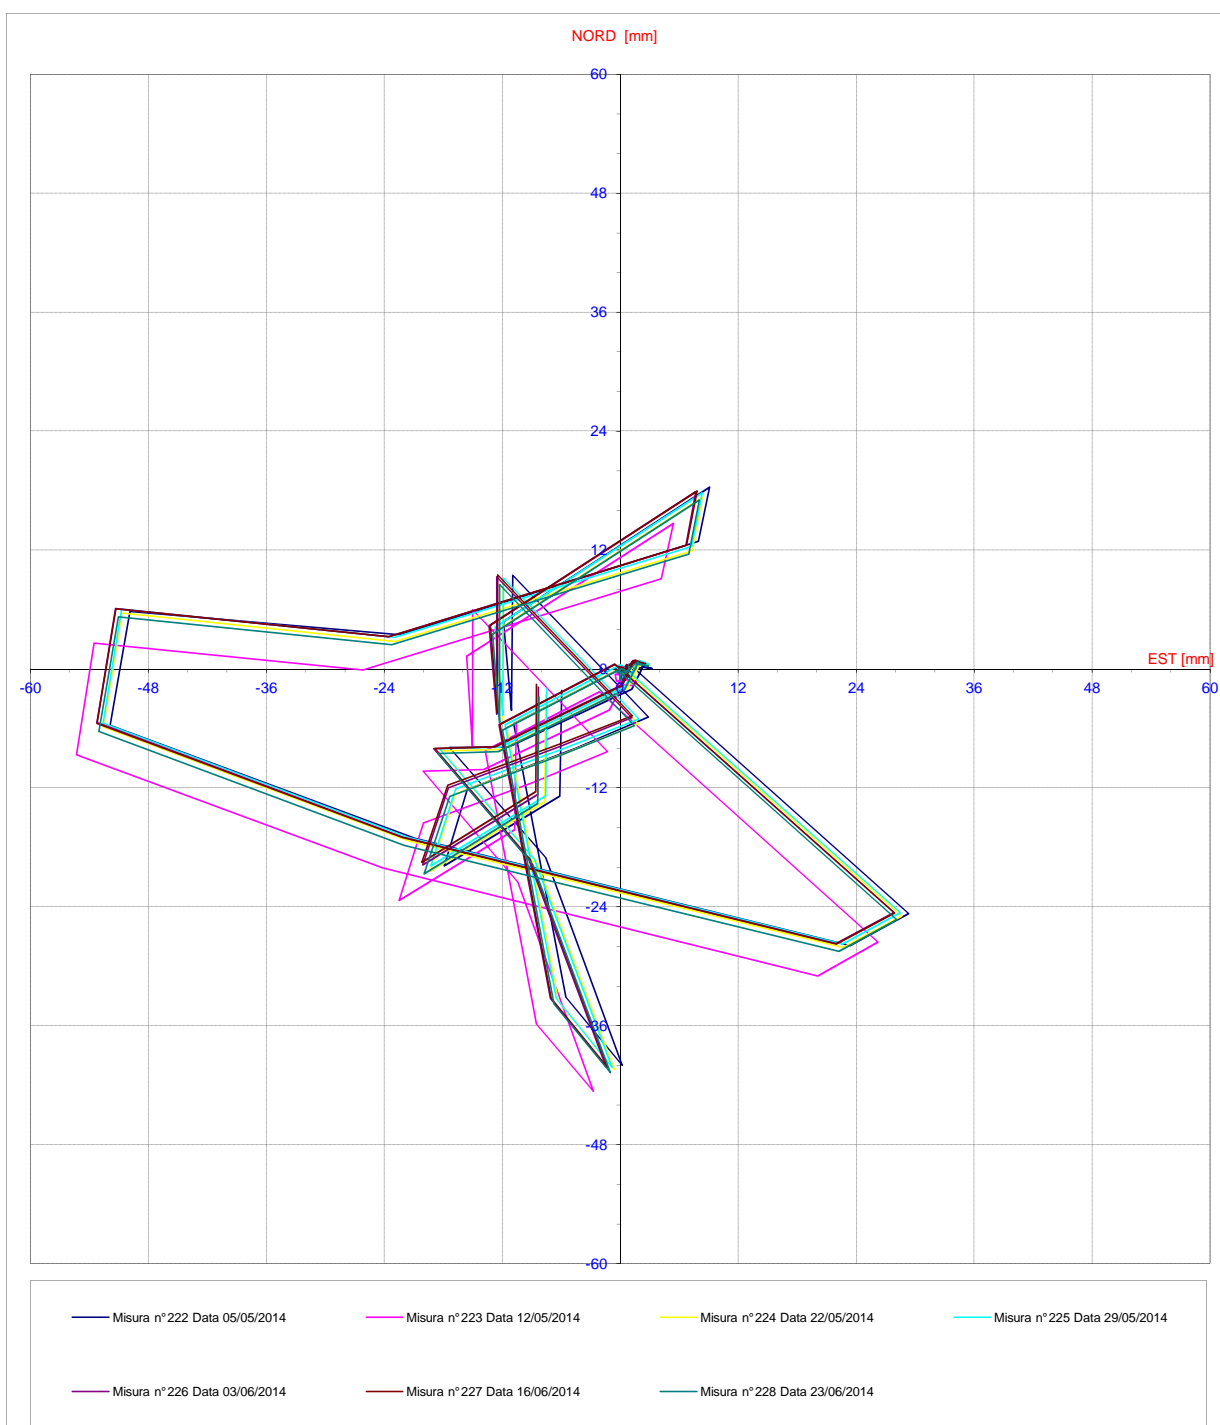 NORD [mm]
60
48
36
24
12
0
EST [mm]
-60
-48
-36
-24
-12
0
12
24
36
48
60
-12
-24
-36
-48
-60
Misura n°222 Data 05/05/2014
Misura n°223 Data 12/05/2014
Misura n°224 Data 22/05/2014
Misura n°225 Data 29/05/2014
Misura n°226 Data 03/06/2014
Misura n°227 Data 16/06/2014
Misura n°228 Data 23/06/2014